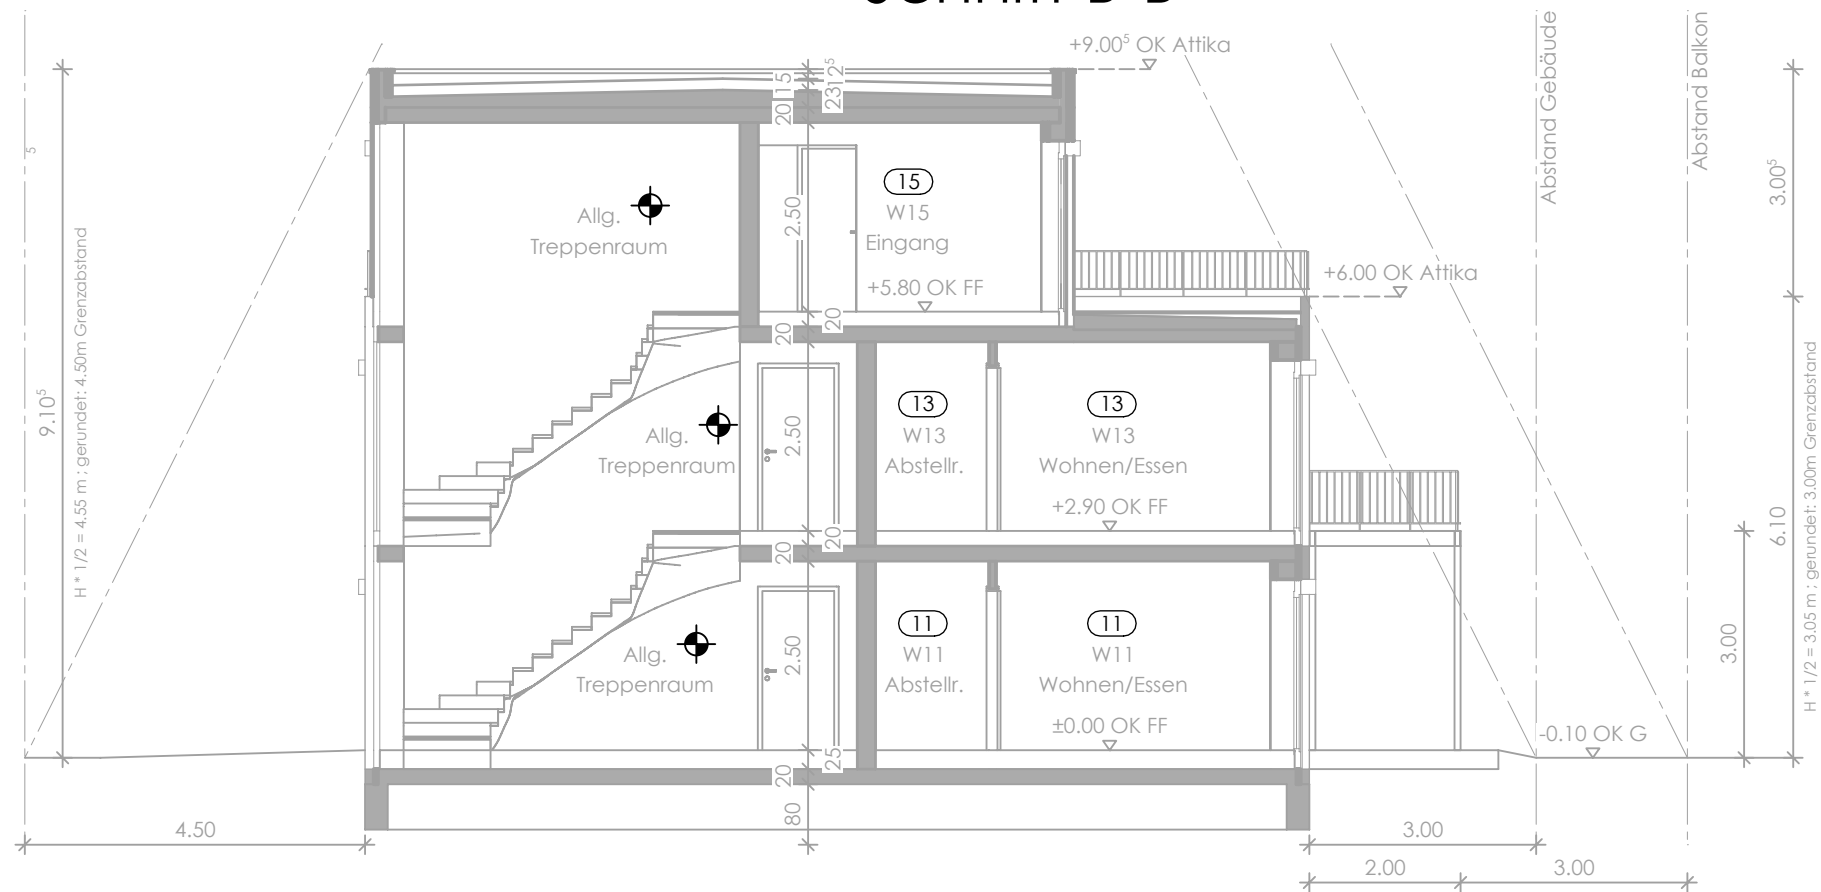 +9.00⁵ OK Attika
Abstand Gebäude
Abstand Balkon
15
12⁵
23
20
5
15
W15
Eingang
+5.80 OK FF
2.50
Allg.
Treppenraum
3.00⁵
+6.00 OK Attika
9.10⁵
H * 1/2 = 4.55 m ; gerundet: 4.50m Grenzabstand
20
20
13
W13
Abstellr.
13
W13
Wohnen/Essen
+2.90 OK FF
2.50
Allg.
Treppenraum
6.10
H * 1/2 = 3.05 m ; gerundet: 3.00m Grenzabstand
20
20
11
W11
Abstellr.
11
W11
Wohnen/Essen
±0.00 OK FF
2.50
Allg.
Treppenraum
3.00
-0.10 OK G
25
20
80
4.50
3.00
2.00
3.00